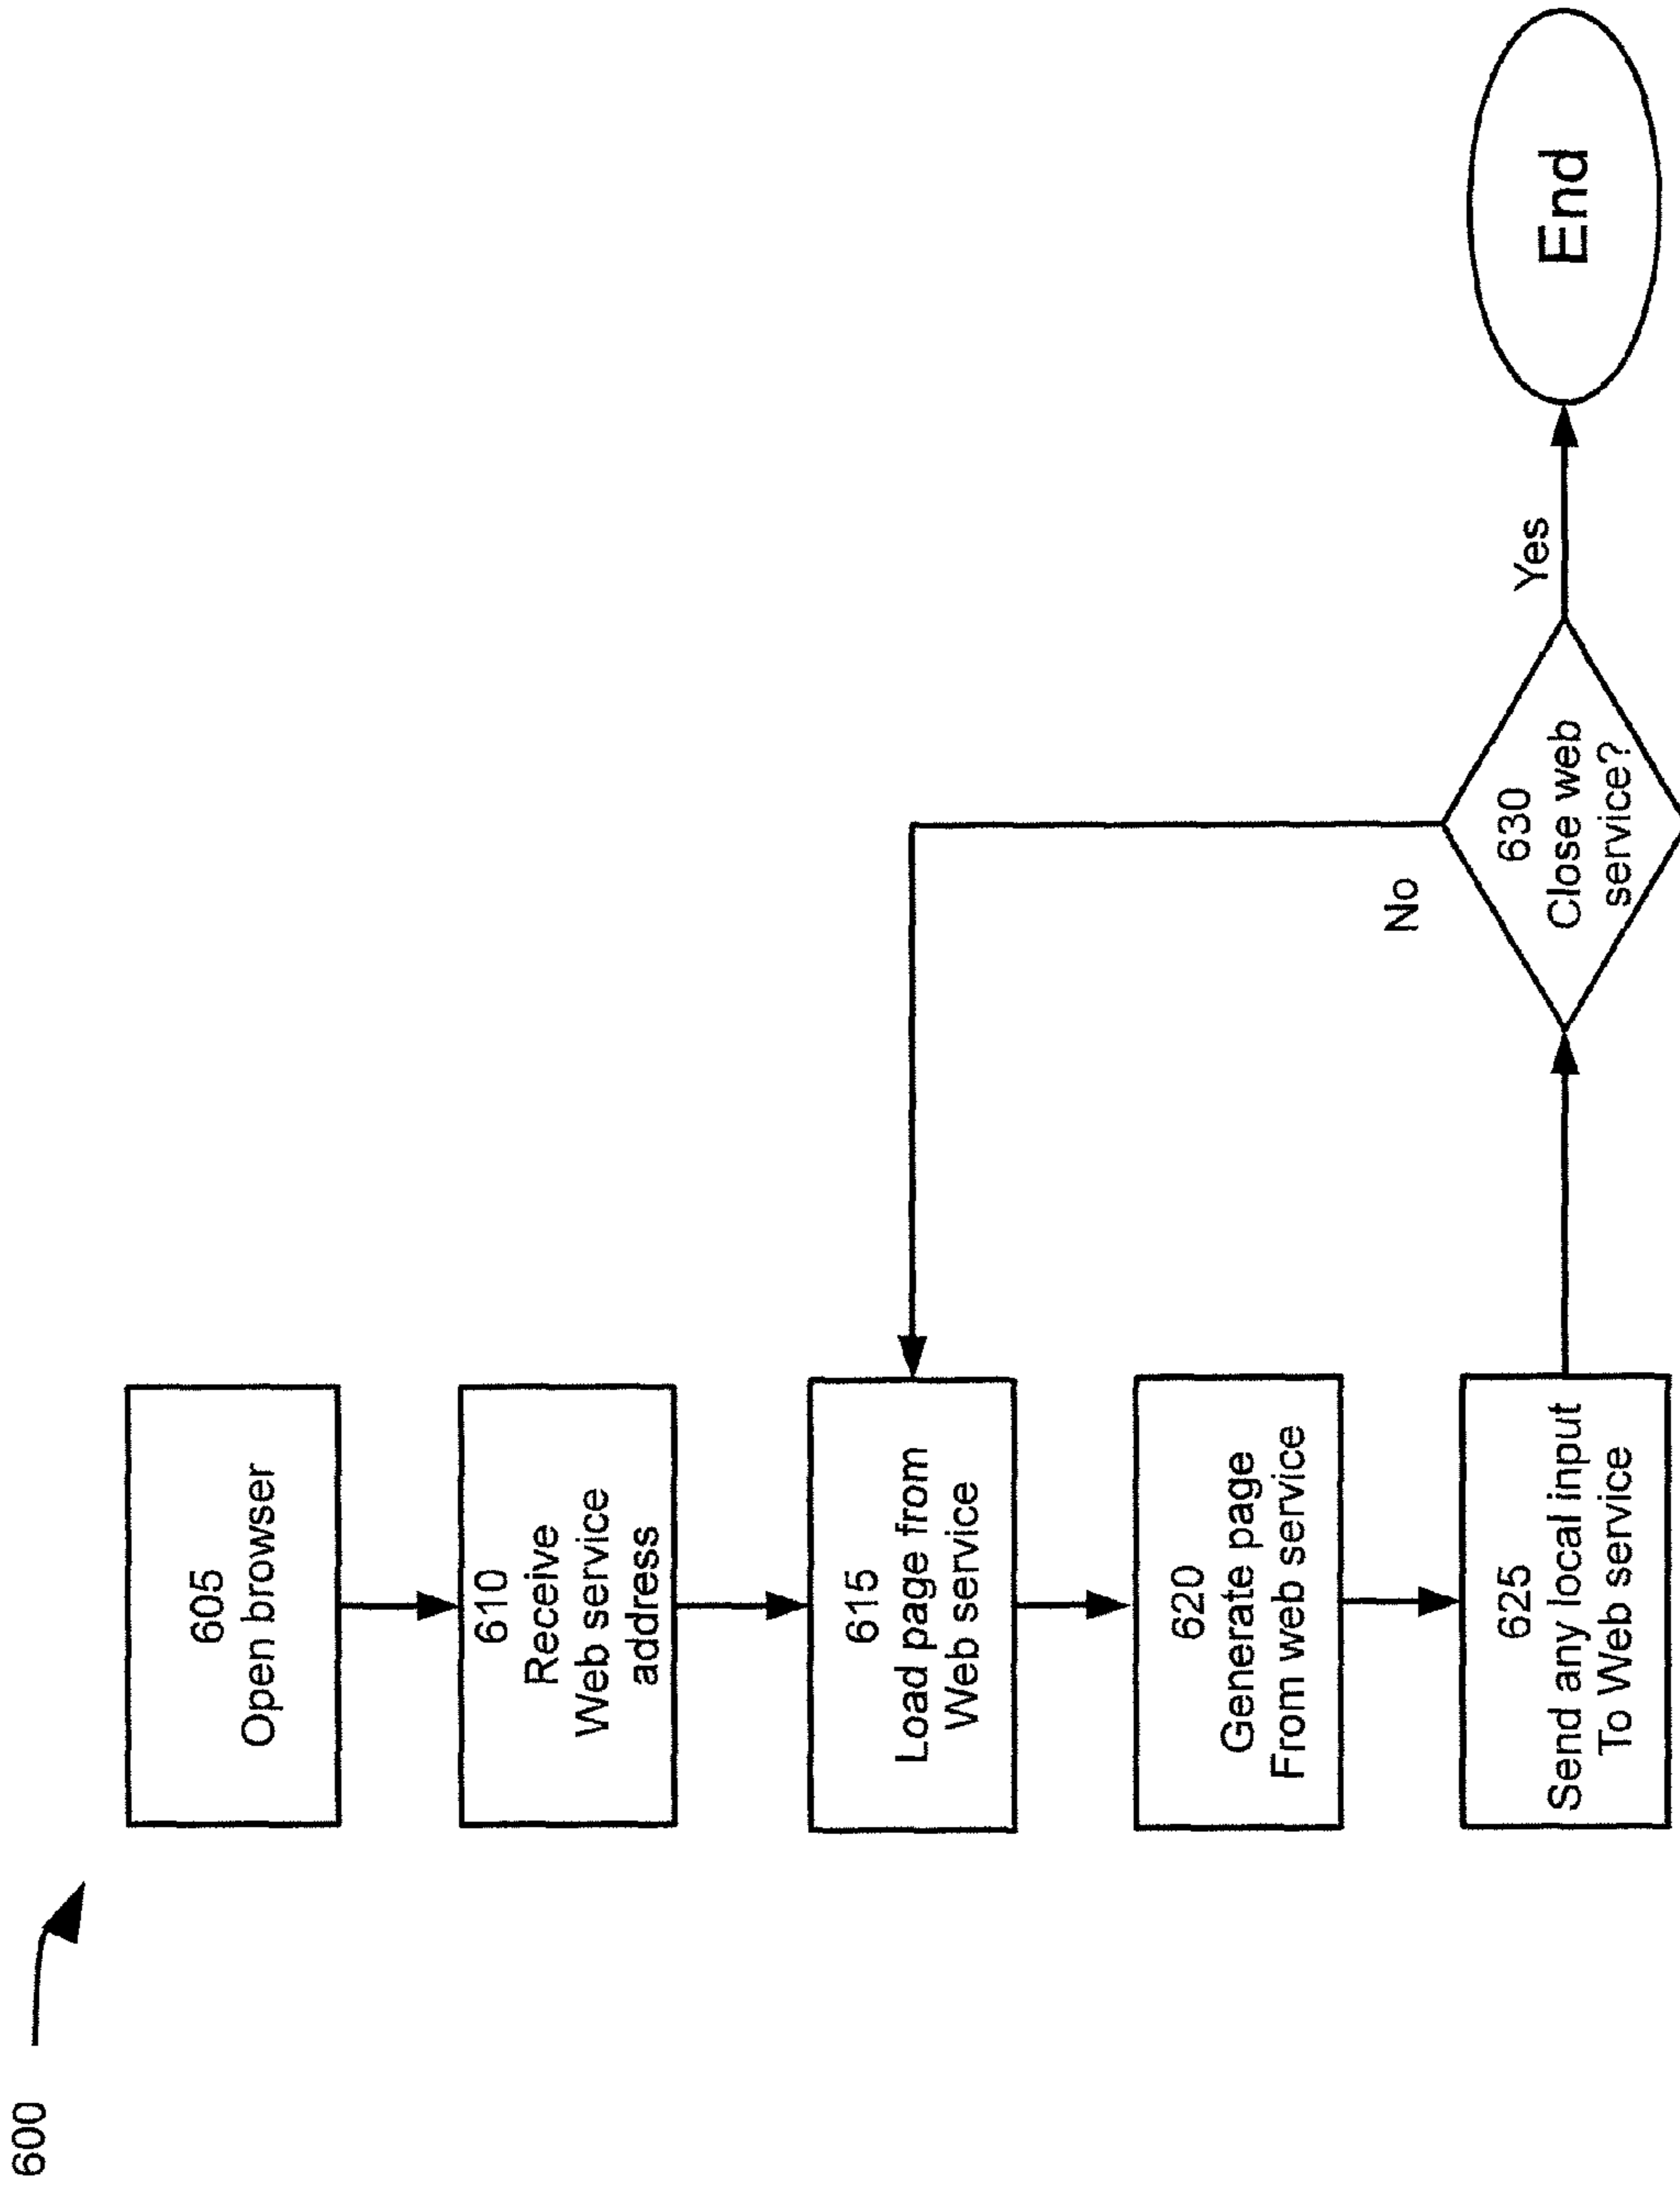 600
605
Open browser
610
Receive
Web service
address
615
Load page from
Web service
620
Generate page
From web service
625
Send any local input
To Web service
630
Close web
service?
No
Yes
End